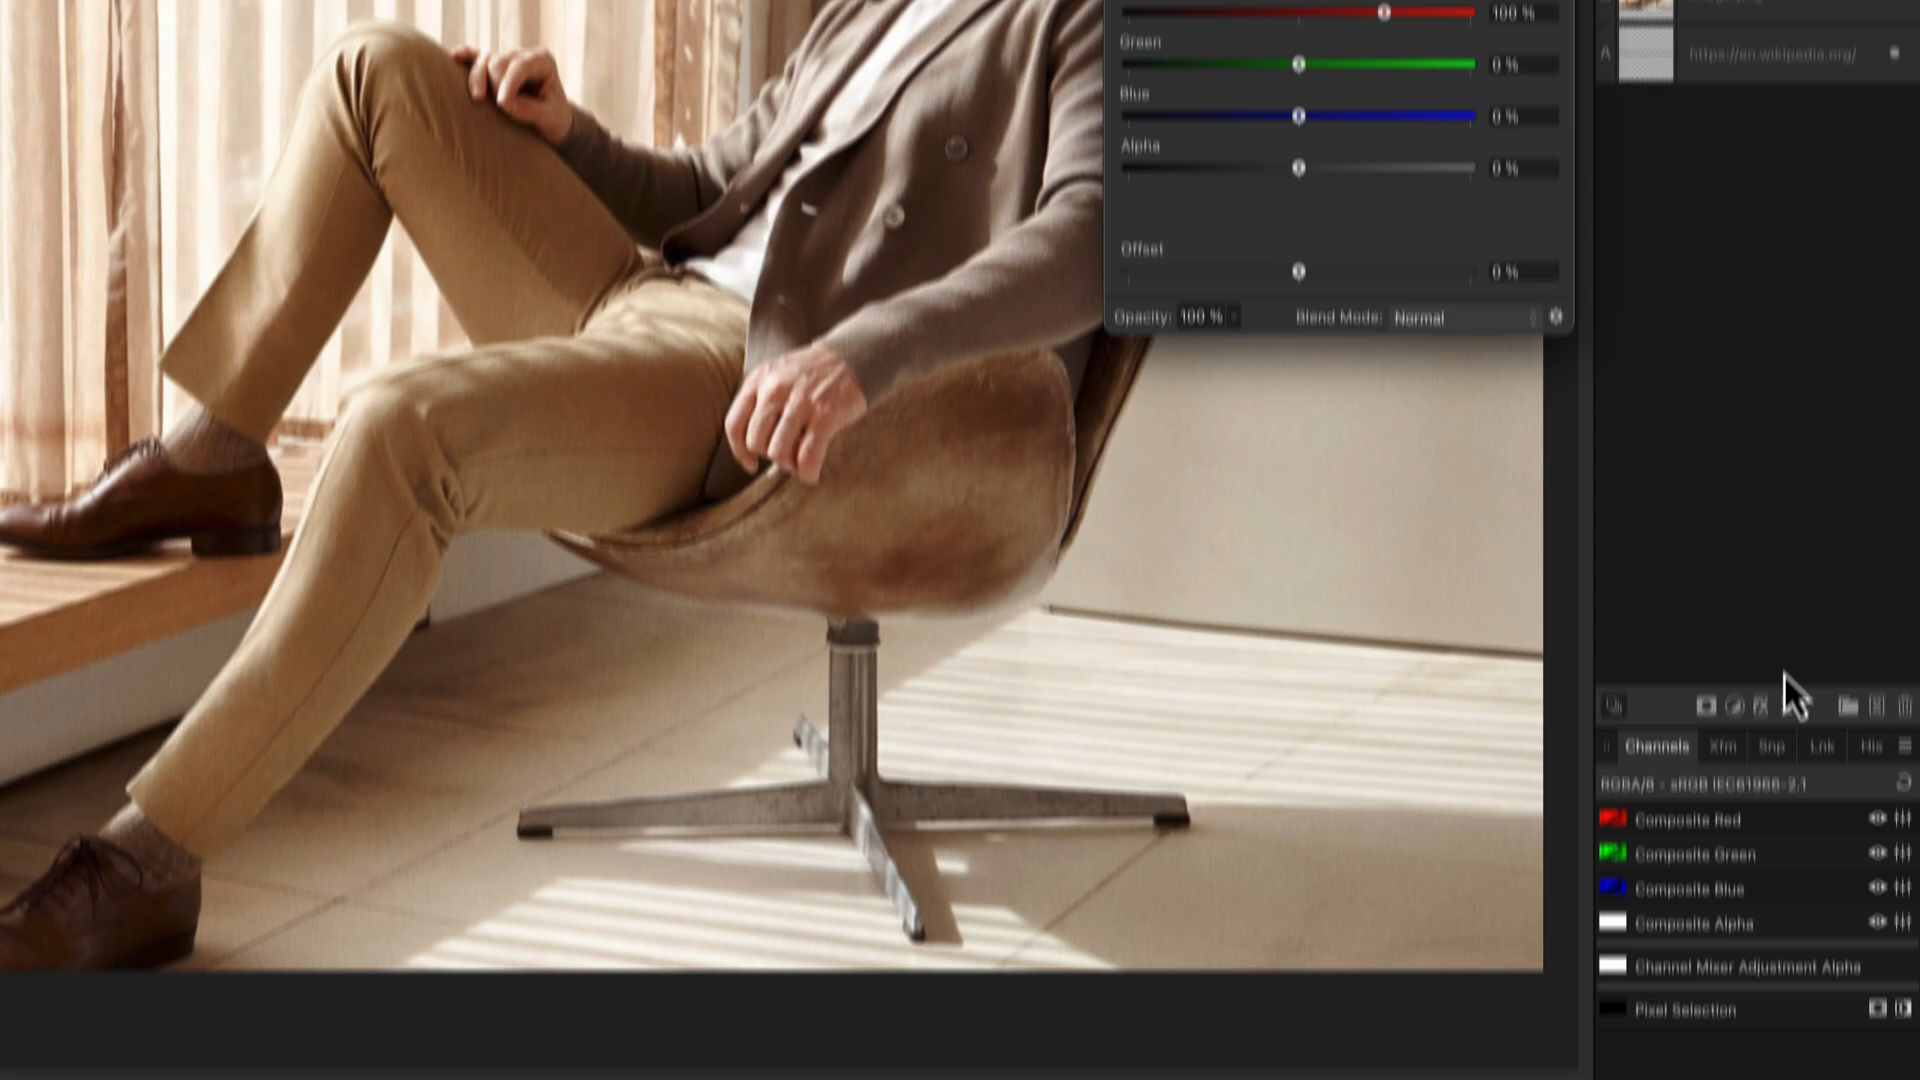 100 %
Green
0 %
Blue
0 %
Alpha
0 %
Offset
0 %
Opacity: 100 % Blend Mode: Normal
A https://en.wikipedia.org/
Channels Xfm Snp Lnk His
RGBA/8 - sRGB IEC61966-2.1
Composite Red
Composite Green
Composite Blue
Composite Alpha
Channel Mixer Adjustment Alpha
Pixel Selection